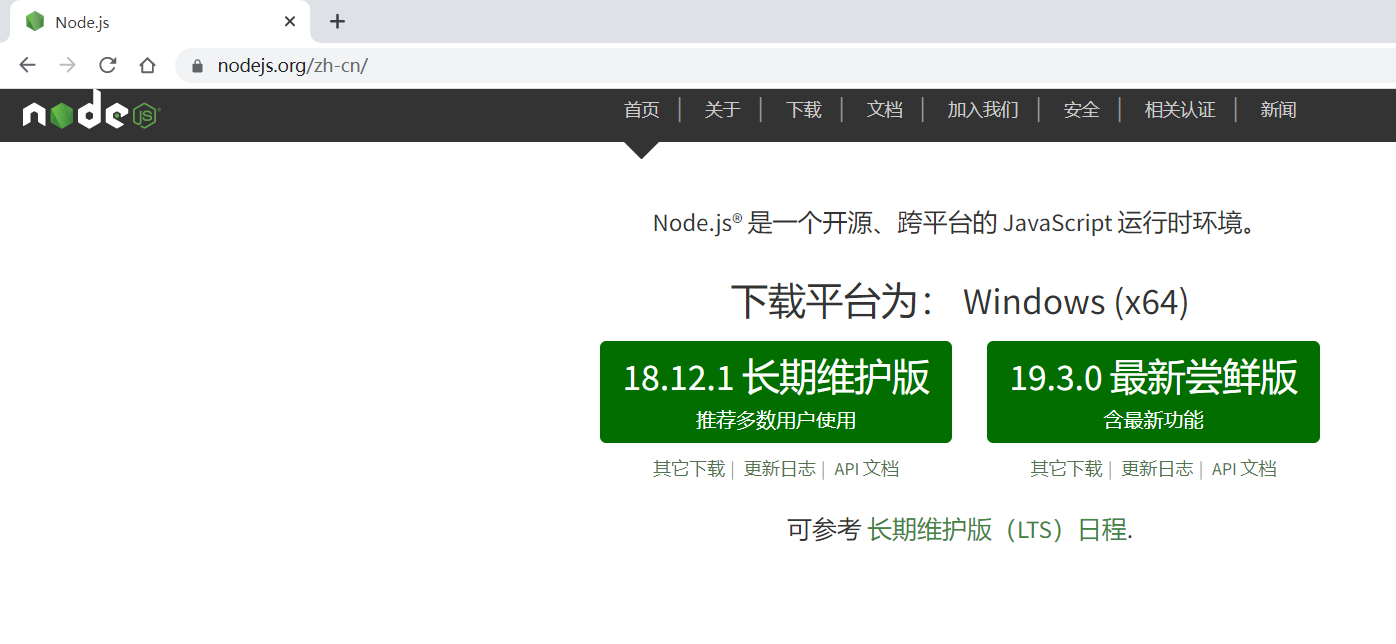 Node.js
nodejs.org/zh-cn/
node JS
首页 | 关于 | 下载 | 文档 | 加入我们 | 安全 | 相关认证 | 新闻
Node.js® 是一个开源、跨平台的 JavaScript 运行时环境。
下载平台为： Windows (x64)
18.12.1 长期维护版 19.3.0 最新尝鲜版
推荐多数用户使用 含最新功能
其它下载 | 更新日志 | API 文档 其它下载 | 更新日志 | API 文档
可参考 长期维护版（LTS）日程.